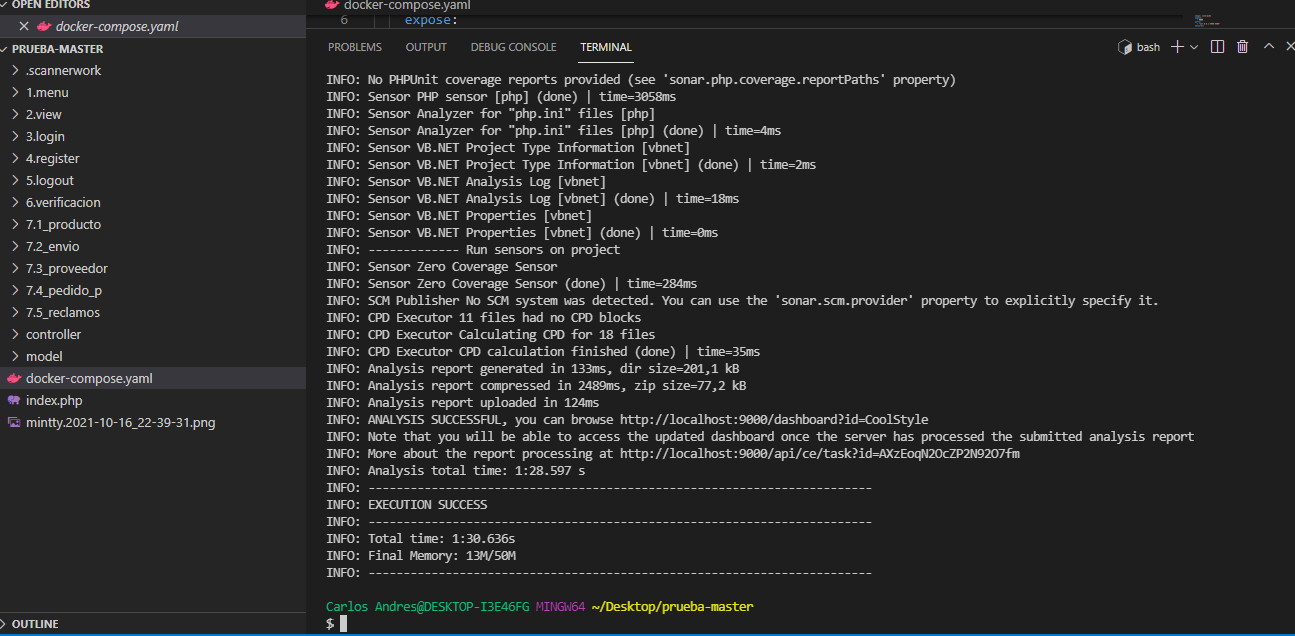 OPEN EDITORS
docker-compose.yaml
PRUEBA-MASTER
.scannerwork
1.menu
2.view
3.login
4.register
5.logout
6.verificacion
7.1_producto
7.2_envio
7.3_proveedor
7.4_pedido_p
7.5_reclamos
controller
model
docker-compose.yaml
index.php
mintty.2021-10-16_22-39-31.png
OUTLINE
docker-compose.yaml
6 expose:
PROBLEMS OUTPUT DEBUG CONSOLE TERMINAL bash
INFO: No PHPUnit coverage reports provided (see 'sonar.php.coverage.reportPaths' property)
INFO: Sensor PHP sensor [php] (done) | time=3058ms
INFO: Sensor Analyzer for "php.ini" files [php]
INFO: Sensor Analyzer for "php.ini" files [php] (done) | time=4ms
INFO: Sensor VB.NET Project Type Information [vbnet]
INFO: Sensor VB.NET Project Type Information [vbnet] (done) | time=2ms
INFO: Sensor VB.NET Analysis Log [vbnet]
INFO: Sensor VB.NET Analysis Log [vbnet] (done) | time=18ms
INFO: Sensor VB.NET Properties [vbnet]
INFO: Sensor VB.NET Properties [vbnet] (done) | time=0ms
INFO: ------------- Run sensors on project
INFO: Sensor Zero Coverage Sensor
INFO: Sensor Zero Coverage Sensor (done) | time=284ms
INFO: SCM Publisher No SCM system was detected. You can use the 'sonar.scm.provider' property to explicitly specify it.
INFO: CPD Executor 11 files had no CPD blocks
INFO: CPD Executor Calculating CPD for 18 files
INFO: CPD Executor CPD calculation finished (done) | time=35ms
INFO: Analysis report generated in 133ms, dir size=201,1 kB
INFO: Analysis report compressed in 2489ms, zip size=77,2 kB
INFO: Analysis report uploaded in 124ms
INFO: ANALYSIS SUCCESSFUL, you can browse http://localhost:9000/dashboard?id=CoolStyle
INFO: Note that you will be able to access the updated dashboard once the server has processed the submitted analysis report
INFO: More about the report processing at http://localhost:9000/api/ce/task?id=AXzEoqN2OcZP2N92O7fm
INFO: Analysis total time: 1:28.597 s
INFO: ------------------------------------------------------------------------
INFO: EXECUTION SUCCESS
INFO: ------------------------------------------------------------------------
INFO: Total time: 1:30.636s
INFO: Final Memory: 13M/50M
INFO: ------------------------------------------------------------------------
Carlos Andres@DESKTOP-I3E46FG MINGW64 ~/Desktop/prueba-master
$